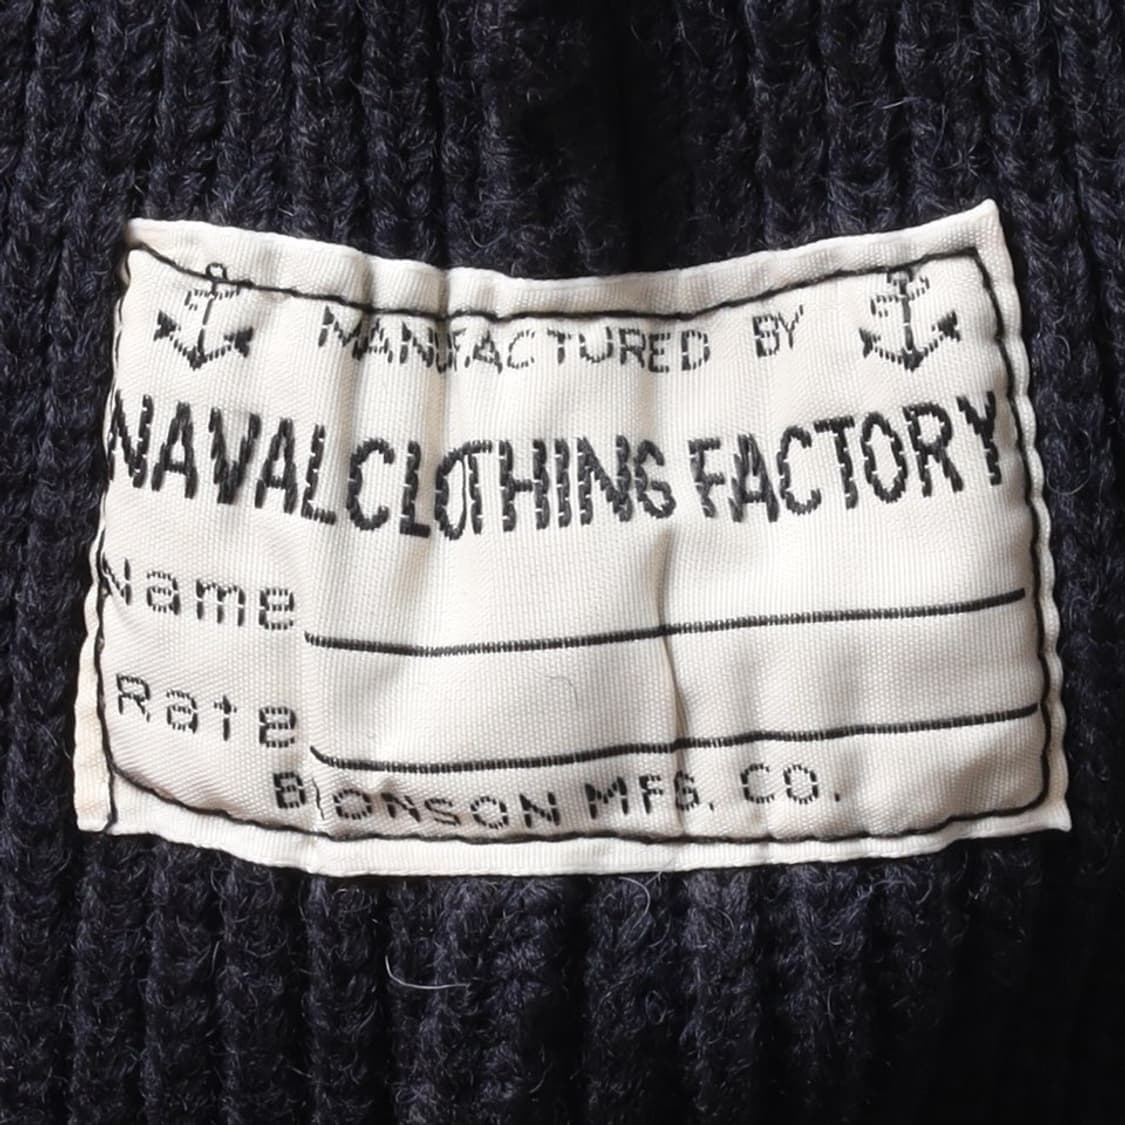 MANUFACTURED BY
NAVAL CLOTHING FACTORY
Name
Rate
BRONSON MFG. CO.